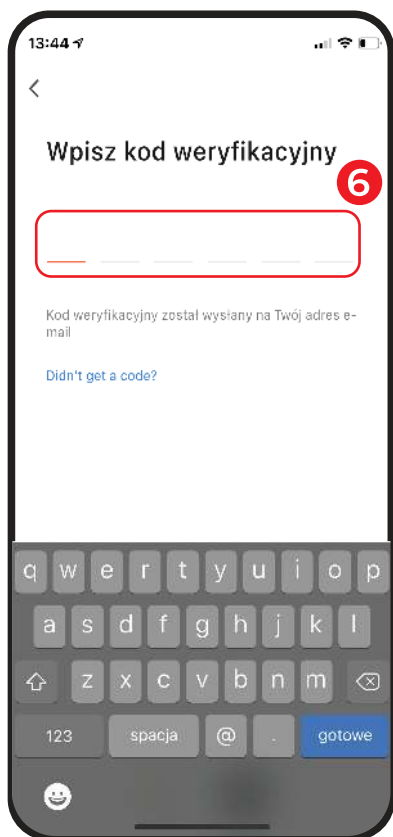 13:44
Wpisz kod weryfikacyjny
6
Kod weryfikacyjny został wysłany na Twój adres e-
mail
Didn't get a code?
q w e r t y u i o p
a s d f g h j k l
z x c v b n m
123 spacja @ . gotowe